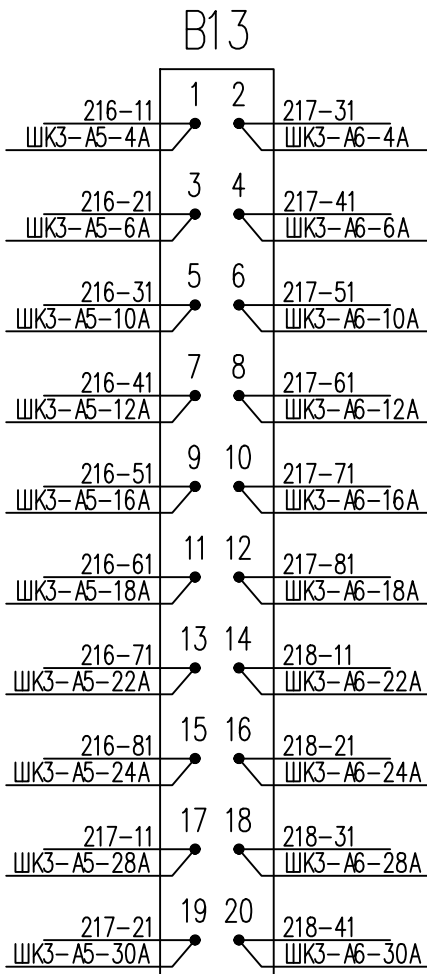 B13
216-11 1 2 217-31
ШК3-А5-4А ШК3-А6-4А
216-21 3 4 217-41
ШК3-А5-6А ШК3-А6-6А
216-31 5 6 217-51
ШК3-А5-10А ШК3-А6-10А
216-41 7 8 217-61
ШК3-А5-12А ШК3-А6-12А
216-51 9 10 217-71
ШК3-А5-16А ШК3-А6-16А
216-61 11 12 217-81
ШК3-А5-18А ШК3-А6-18А
216-71 13 14 218-11
ШК3-А5-22А ШК3-А6-22А
216-81 15 16 218-21
ШК3-А5-24А ШК3-А6-24А
217-11 17 18 218-31
ШК3-А5-28А ШК3-А6-28А
217-21 19 20 218-41
ШК3-А5-30А ШК3-А6-30А